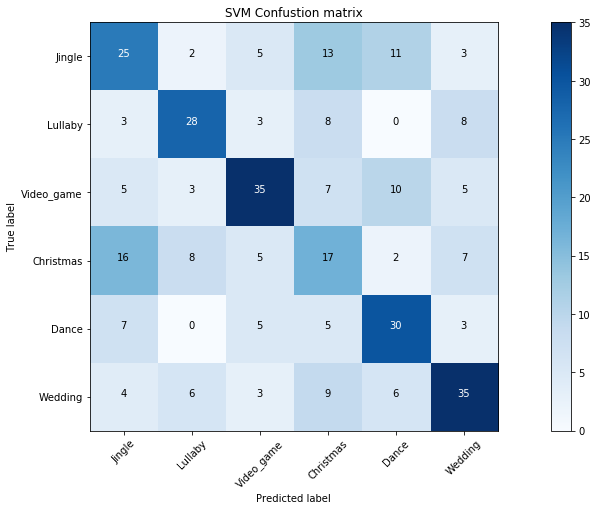 SVM Confustion matrix
Jingle 25 2 5 13 11 3
Lullaby 3 28 3 8 0 8
Video_game 5 3 35 7 10 5
Christmas 16 8 5 17 2 7
Dance 7 0 5 5 30 3
Wedding 4 6 3 9 6 35
True label
Jingle Lullaby Video_game Christmas Dance Wedding
Predicted label
35
30
25
20
15
10
5
0